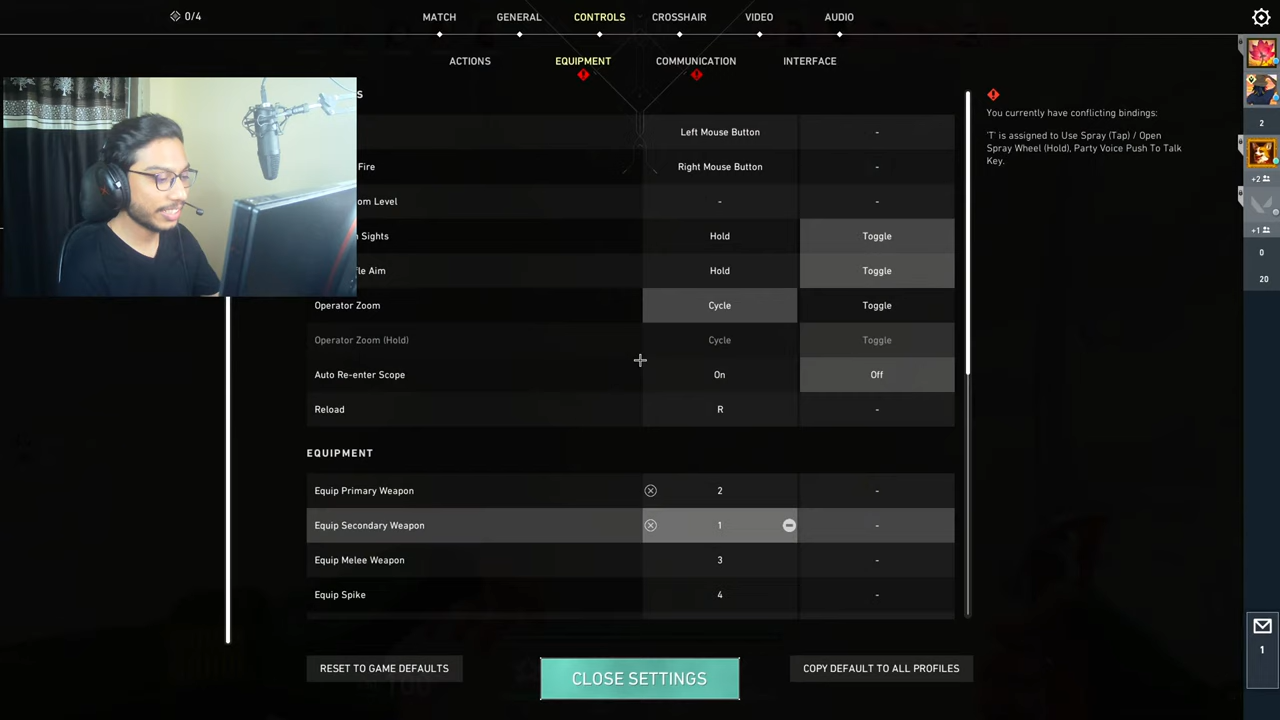 0/4
MATCH GENERAL CONTROLS CROSSHAIR VIDEO AUDIO
ACTIONS EQUIPMENT COMMUNICATION INTERFACE
Left Mouse Button -
Fire Right Mouse Button -
Level - -
Sights Hold Toggle
Aim Hold Toggle
Operator Zoom Cycle Toggle
Operator Zoom (Hold) Cycle Toggle
Auto Re-enter Scope On Off
Reload R -
EQUIPMENT
Equip Primary Weapon 2 -
Equip Secondary Weapon 1 -
Equip Melee Weapon 3 -
Equip Spike 4 -
RESET TO GAME DEFAULTS CLOSE SETTINGS COPY DEFAULT TO ALL PROFILES
You currently have conflicting bindings:
'T' is assigned to Use Spray (Tap) / Open
Spray Wheel (Hold), Party Voice Push To Talk
Key.
2
+2
+1
0
20
1